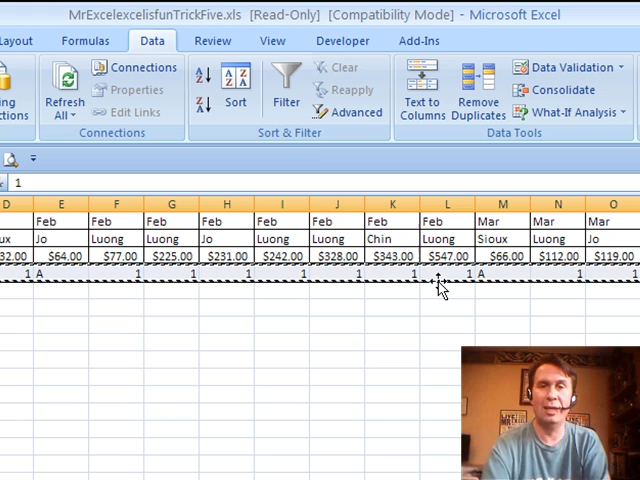 MrExcelexcelisfunTrickFive.xls [Read-Only] [Compatibility Mode] - Microsoft Excel
Layout Formulas Data Review View Developer Add-Ins
Connections Clear Data Validation
Properties Reapply Consolidate
Refresh All Edit Links Sort Filter Advanced Text to Columns Remove Duplicates What-If Analysis
Connections Sort & Filter Data Tools
1
D E F G H I J K L M N O
Feb Feb Feb Feb Feb Feb Feb Feb Mar Mar Mar
ux Jo Luong Luong Jo Luong Luong Chin Luong Sioux Luong Jo
32.00 $64.00 $77.00 $225.00 $231.00 $242.00 $328.00 $343.00 $547.00 $66.00 $112.00 $119.00
1 A 1 1 1 1 1 1 1 A 1 1